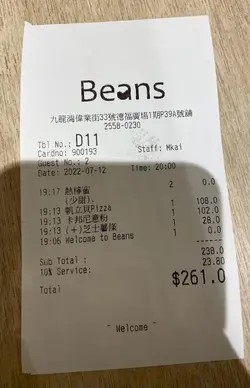 Beans
九龍灣偉業街33號德福廣場1期P39A號鋪
2558-0230
Tbl No.: D11
Cardno: 900193 Staff: Mkai
Guest No.: 2
Date: 2022-07-12 Time: 20:00
19:17 熱檸蜜 2 0.0
(少甜).
19:13 帆立貝Pizza 1 108.0
19:13 卡邦尼意粉 1 102.0
19:13 (+)芝士薯條 1 28.0
19:06 Welcome to Beans 0.0
Sub Total : 238.0
10% Service: 23.80
Total $261.0
~ Welcome ~